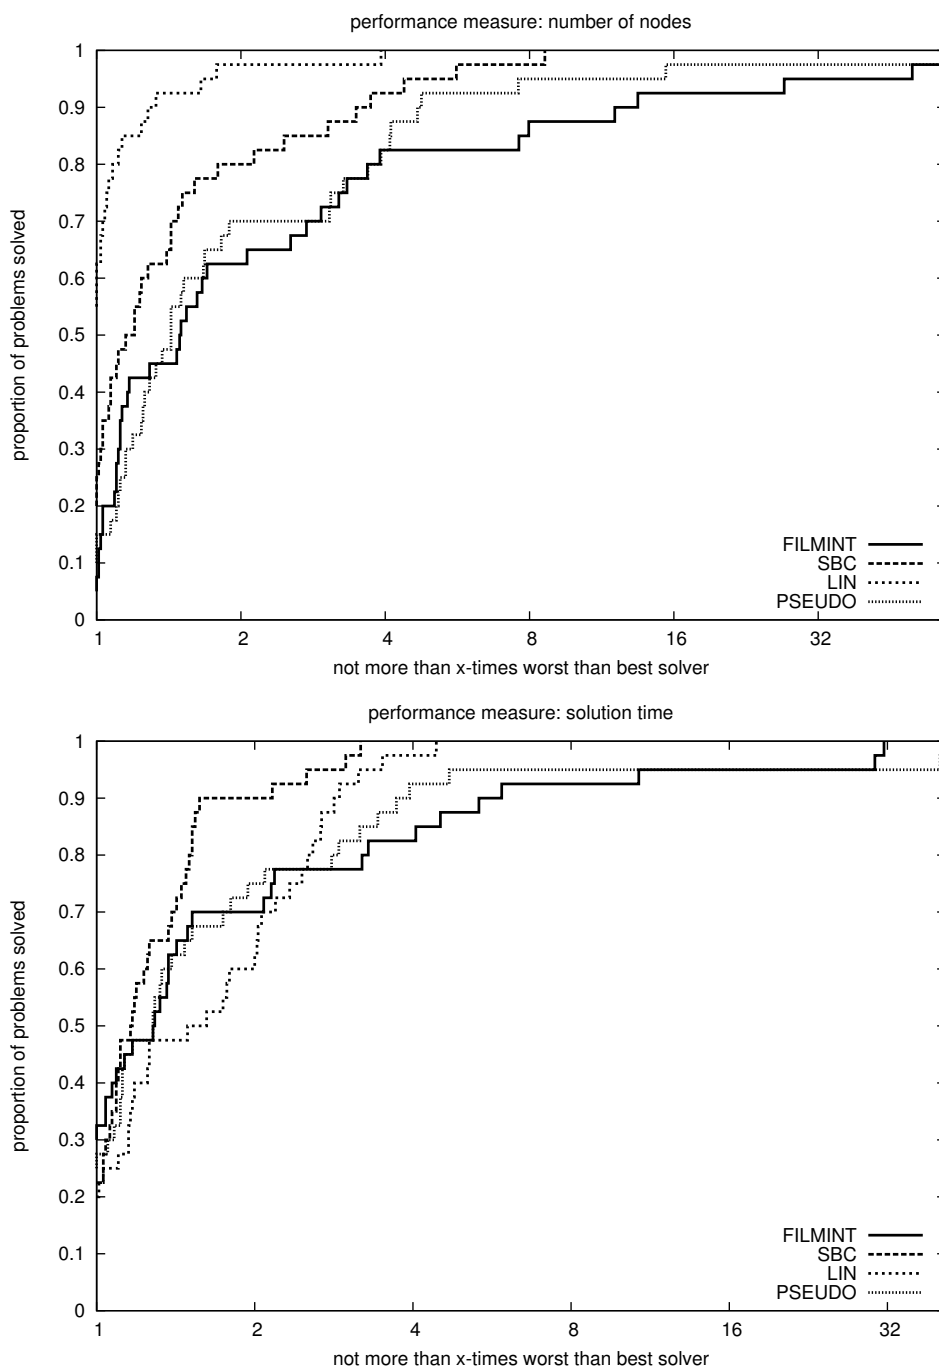 performance measure: number of nodes
1
0.9
0.8
0.7
0.6
0.5
0.4
0.3
0.2
0.1
0
proportion of problems solved
FILMINT
SBC
LIN
PSEUDO
1 2 4 8 16 32
not more than x-times worst than best solver
performance measure: solution time
1
0.9
0.8
0.7
0.6
0.5
0.4
0.3
0.2
0.1
0
proportion of problems solved
FILMINT
SBC
LIN
PSEUDO
1 2 4 8 16 32
not more than x-times worst than best solver